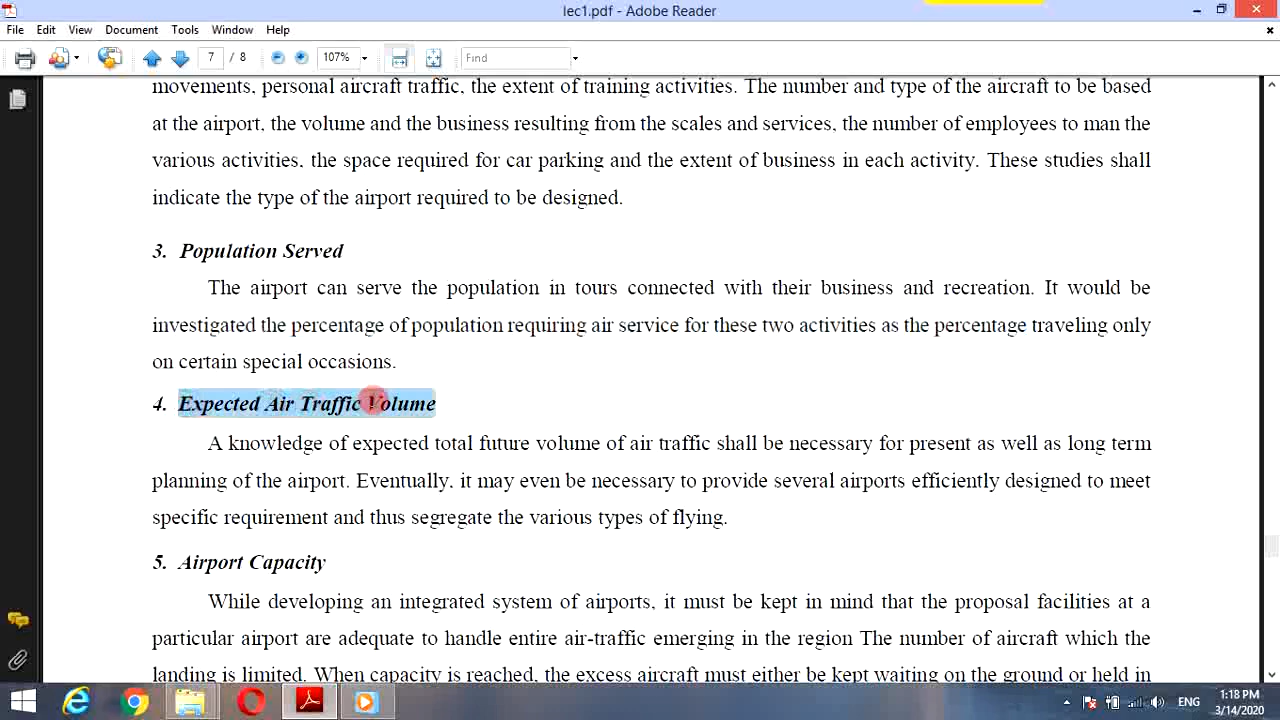 lec1.pdf - Adobe Reader
File Edit View Document Tools Window Help
7 / 8 107% Find
movements, personal aircraft traffic, the extent of training activities. The number and type of the aircraft to be based
at the airport, the volume and the business resulting from the scales and services, the number of employees to man the
various activities, the space required for car parking and the extent of business in each activity. These studies shall
indicate the type of the airport required to be designed.
3. Population Served
The airport can serve the population in tours connected with their business and recreation. It would be
investigated the percentage of population requiring air service for these two activities as the percentage traveling only
on certain special occasions.
4. Expected Air Traffic Volume
A knowledge of expected total future volume of air traffic shall be necessary for present as well as long term
planning of the airport. Eventually, it may even be necessary to provide several airports efficiently designed to meet
specific requirement and thus segregate the various types of flying.
5. Airport Capacity
While developing an integrated system of airports, it must be kept in mind that the proposal facilities at a
particular airport are adequate to handle entire air-traffic emerging in the region The number of aircraft which the
landing is limited. When capacity is reached, the excess aircraft must either be kept waiting on the ground or held in
ENG
1:18 PM
3/14/2020